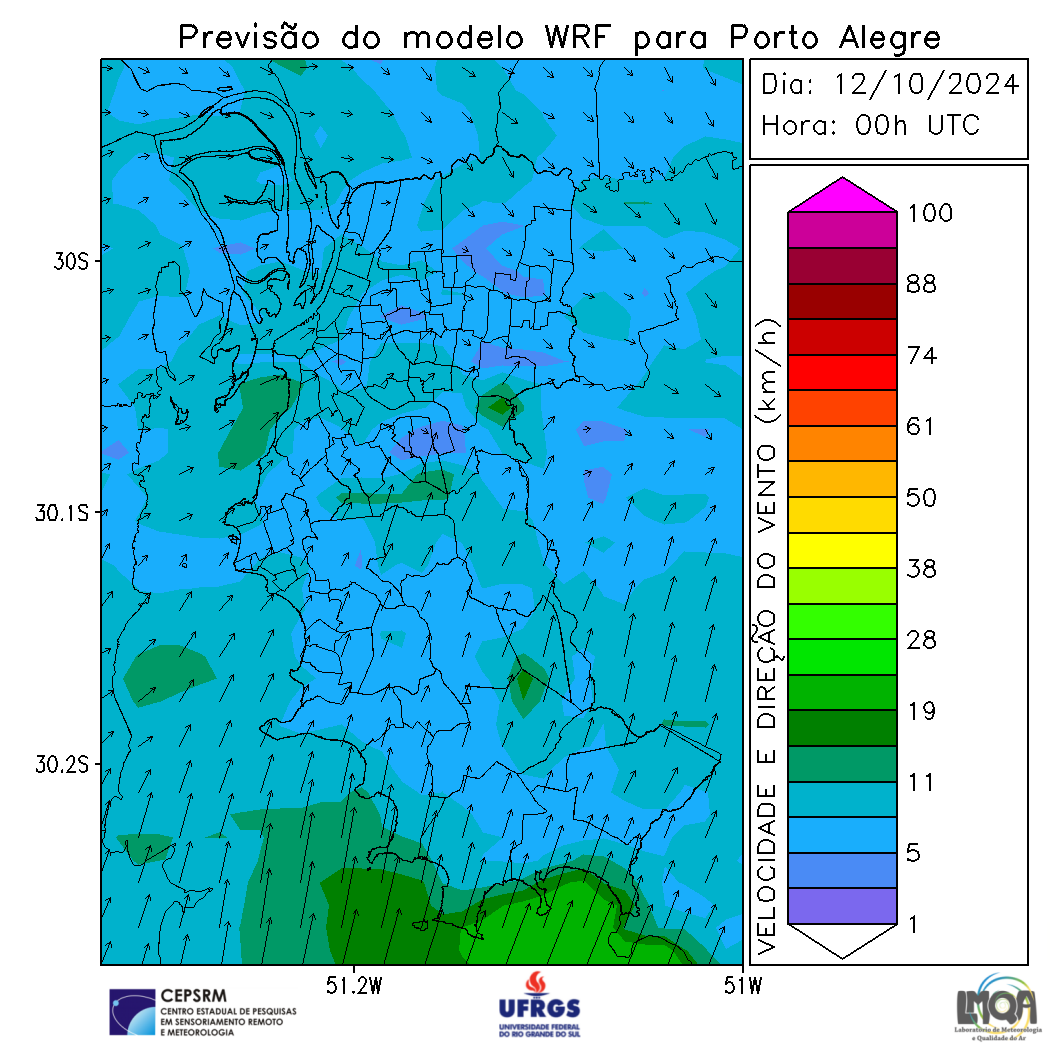 Previsão do modelo WRF para Porto Alegre
Dia: 12/10/2024
Hora: 00h UTC
30S
30.1S
30.2S
51.2W
51W
VELOCIDADE E DIREÇÃO DO VENTO (km/h)
100
88
74
61
50
38
28
19
11
5
1
CEPSRM
CENTRO ESTADUAL DE PESQUISAS
EM SENSORIAMENTO REMOTO
E METEOROLOGIA
UFRGS
UNIVERSIDADE FEDERAL
DO RIO GRANDE DO SUL
LMQA
Laboratório de Meteorologia
e Qualidade do Ar